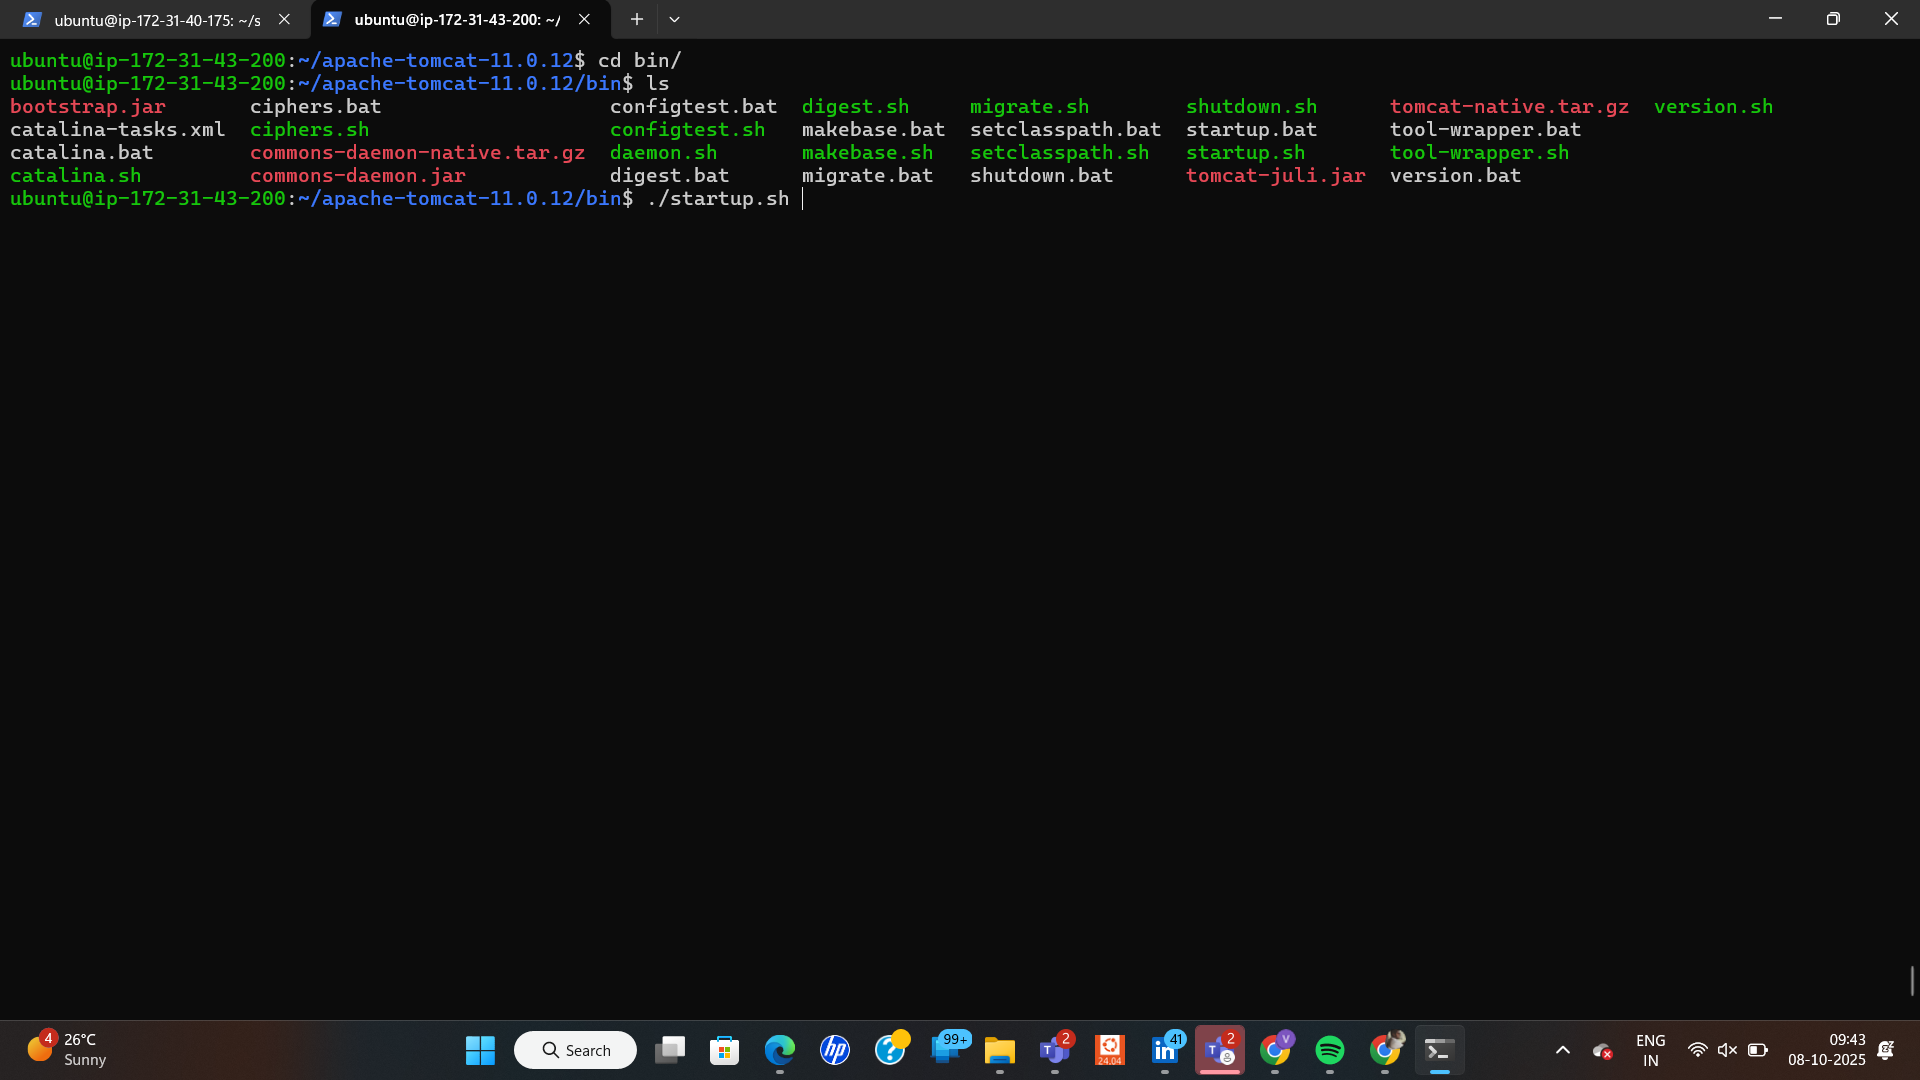 ubuntu@ip-172-31-40-175: ~/s
ubuntu@ip-172-31-43-200: ~/
ubuntu@ip-172-31-43-200:~/apache-tomcat-11.0.12$ cd bin/
ubuntu@ip-172-31-43-200:~/apache-tomcat-11.0.12/bin$ ls
bootstrap.jar ciphers.bat configtest.bat digest.sh migrate.sh shutdown.sh tomcat-native.tar.gz version.sh
catalina-tasks.xml ciphers.sh configtest.sh makebase.bat setclasspath.bat startup.bat tool-wrapper.bat
catalina.bat commons-daemon-native.tar.gz daemon.sh makebase.sh setclasspath.sh startup.sh tool-wrapper.sh
catalina.sh commons-daemon.jar digest.bat migrate.bat shutdown.bat tomcat-juli.jar version.bat
ubuntu@ip-172-31-43-200:~/apache-tomcat-11.0.12/bin$ ./startup.sh
4
26°C
Sunny
Search
hp
99+
T 2
24.04
in 41
T 2
V
ENG
IN
09:43
08-10-2025